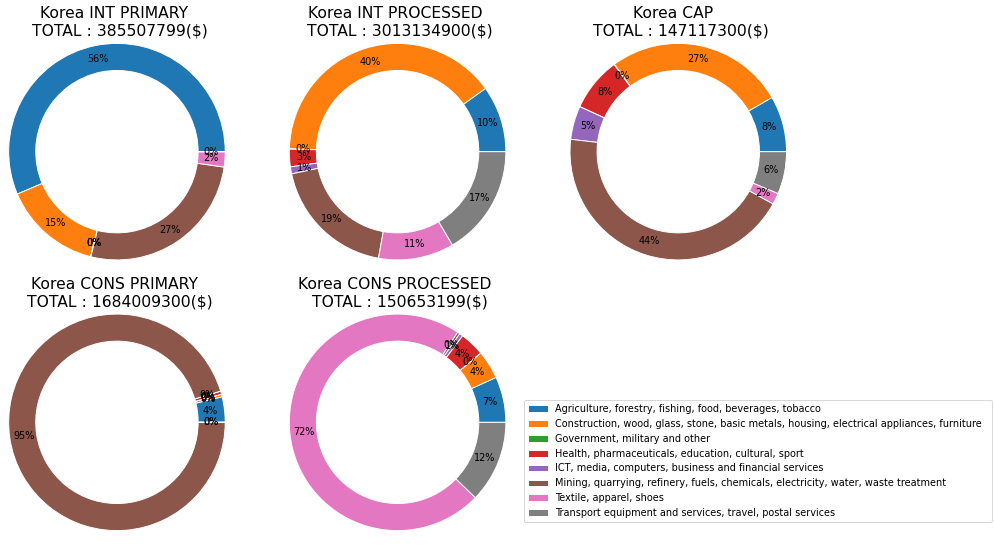 Korea INT PRIMARY
TOTAL : 385507799($)
56%
0%
2%
15%
27%
0%
Korea INT PROCESSED
TOTAL : 3013134900($)
40%
10%
0%
3%
1%
17%
19%
11%
Korea CAP
TOTAL : 147117300($)
27%
0%
8%
8%
5%
6%
2%
44%
Korea CONS PRIMARY
TOTAL : 1684009300($)
0%
0%
4%
0%
95%
Korea CONS PROCESSED
TOTAL : 150653199($)
0%
1%
4%
0%
4%
7%
72%
12%
Agriculture, forestry, fishing, food, beverages, tobacco
Construction, wood, glass, stone, basic metals, housing, electrical appliances, furniture
Government, military and other
Health, pharmaceuticals, education, cultural, sport
ICT, media, computers, business and financial services
Mining, quarrying, refinery, fuels, chemicals, electricity, water, waste treatment
Textile, apparel, shoes
Transport equipment and services, travel, postal services